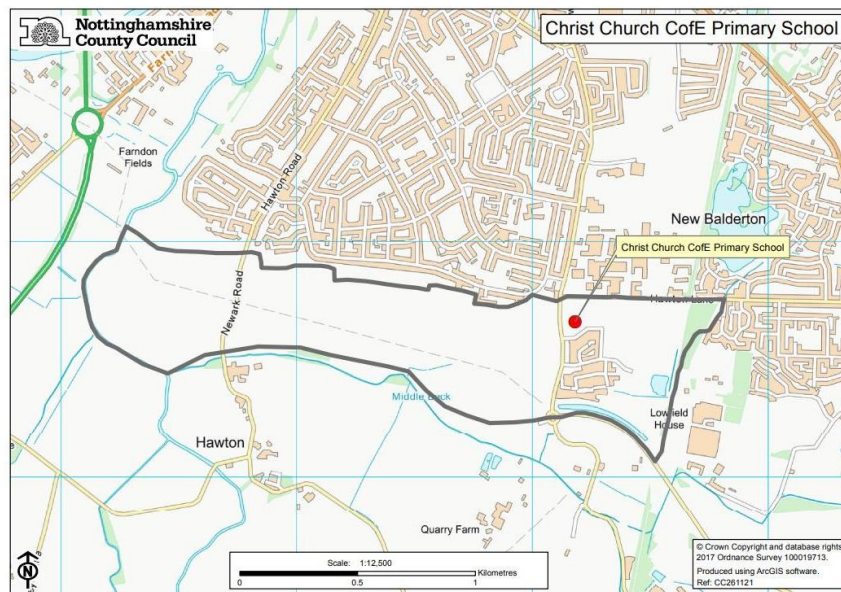 Nottinghamshire
County Council
Christ Church CofE Primary School
Farndon
Fields
Hawton Road
New Balderton
Christ Church CofE Primary School
Newark Road
Hawton Lane
Middle Beck
Lowfield
House
Hawton
Quarry Farm
N
Scale: 1:12,500
Kilometres
0 0.5 1
© Crown Copyright and database rights
2017 Ordnance Survey 100019713.
Produced using ArcGIS software.
Ref: CC261121